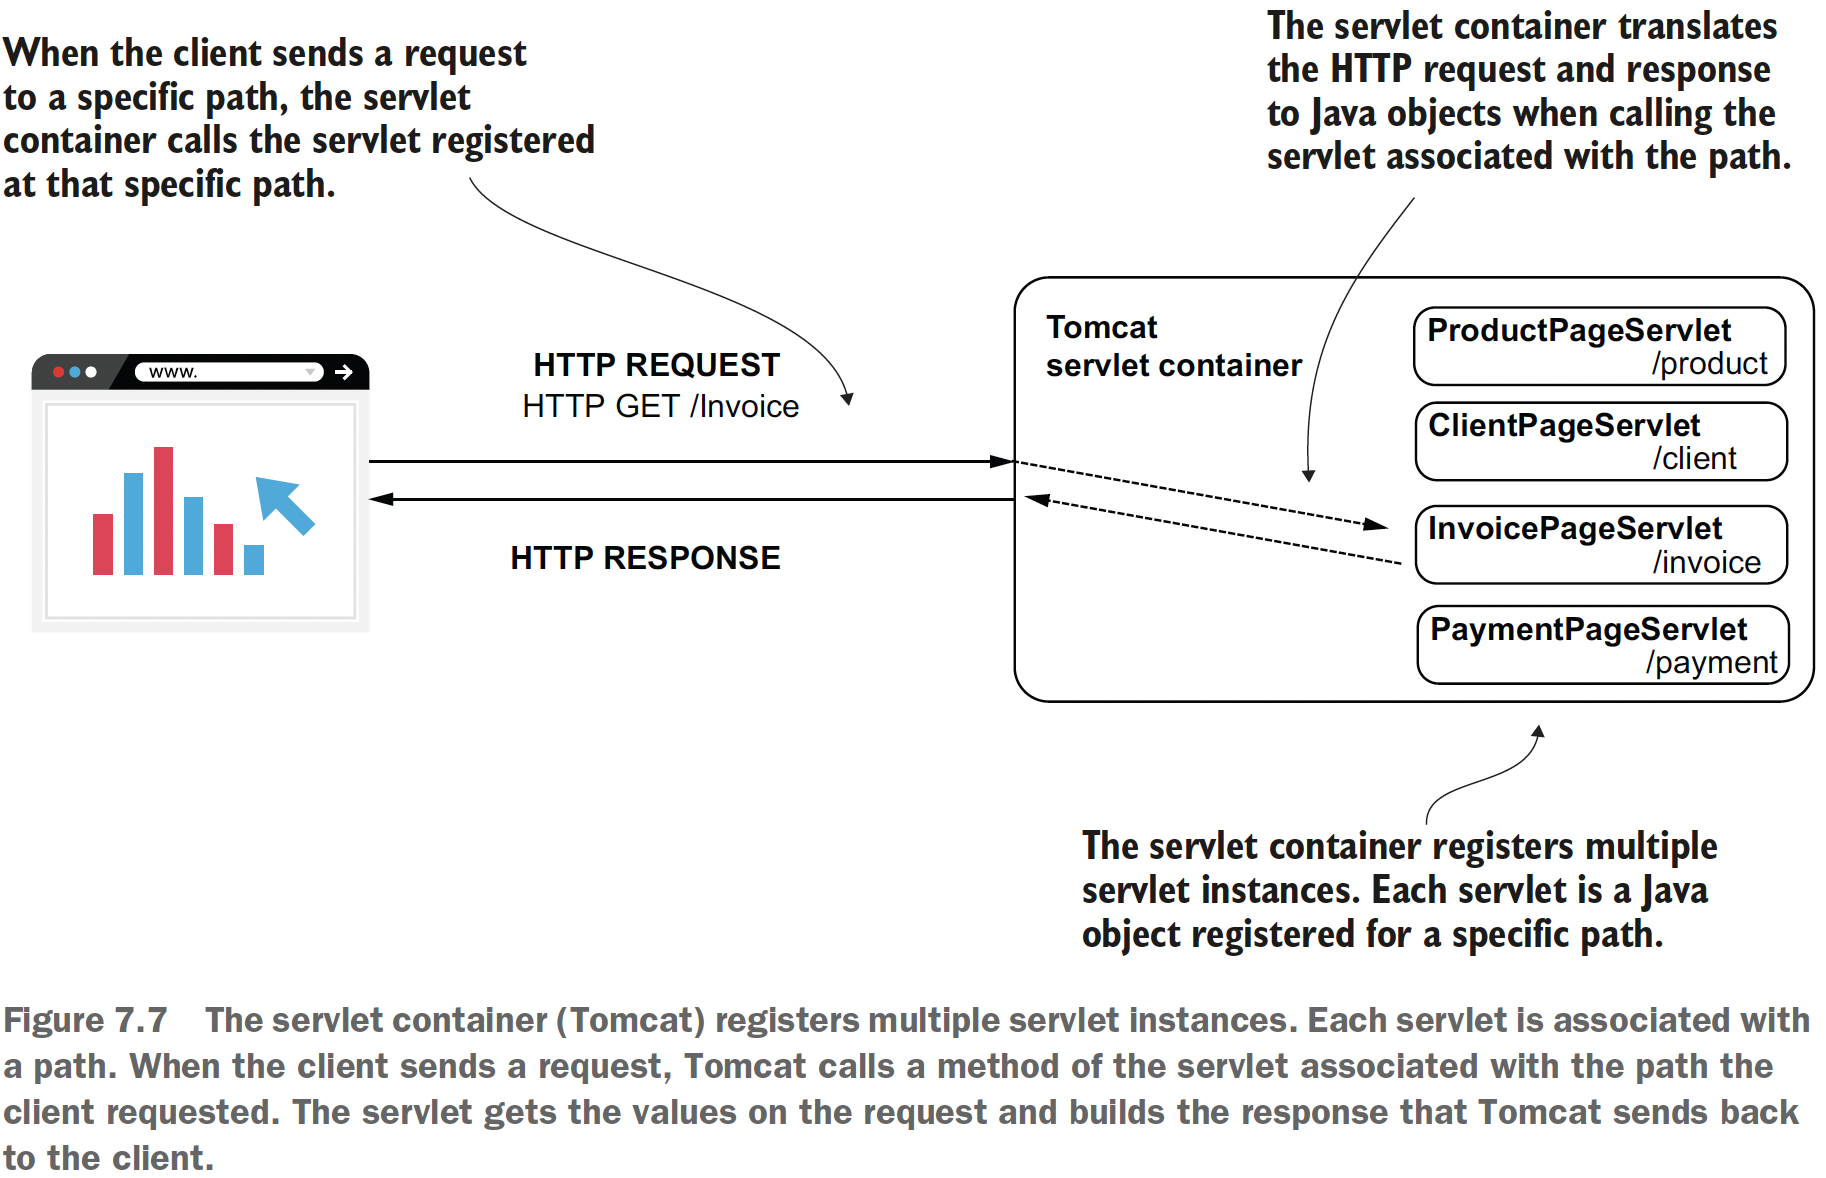 When the client sends a request
to a specific path, the servlet
container calls the servlet registered
at that specific path.
The servlet container translates
the HTTP request and response
to Java objects when calling the
servlet associated with the path.
www.
HTTP REQUEST
HTTP GET /Invoice
HTTP RESPONSE
Tomcat
servlet container
ProductPageServlet
/product
ClientPageServlet
/client
InvoicePageServlet
/invoice
PaymentPageServlet
/payment
The servlet container registers multiple
servlet instances. Each servlet is a Java
object registered for a specific path.
Figure 7.7 The servlet container (Tomcat) registers multiple servlet instances. Each servlet is associated with
a path. When the client sends a request, Tomcat calls a method of the servlet associated with the path the
client requested. The servlet gets the values on the request and builds the response that Tomcat sends back
to the client.